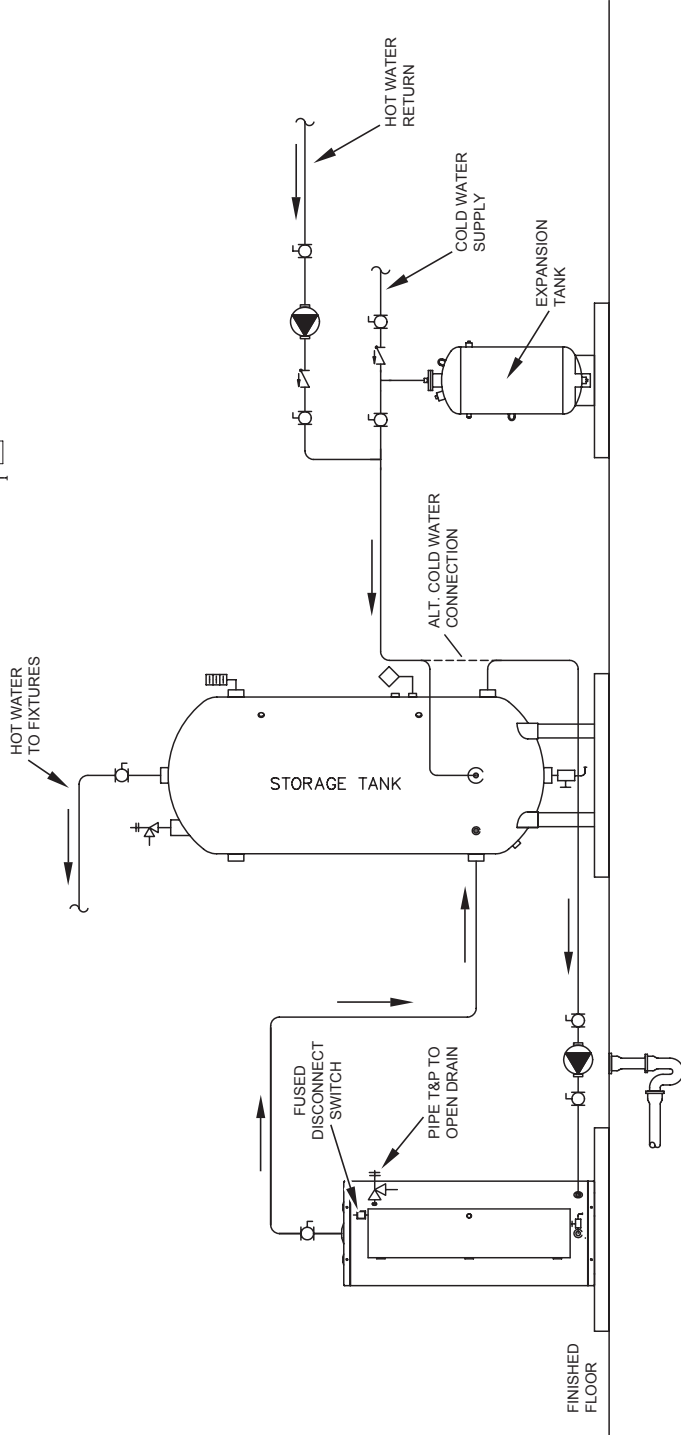 HOT WATER
TO FIXTURES
HOT WATER
RETURN
COLD WATER
SUPPLY
EXPANSION
TANK
ALT. COLD WATER
CONNECTION
STORAGE TANK
FUSED
DISCONNECT
SWITCH
PIPE T&P TO
OPEN DRAIN
FINISHED
FLOOR